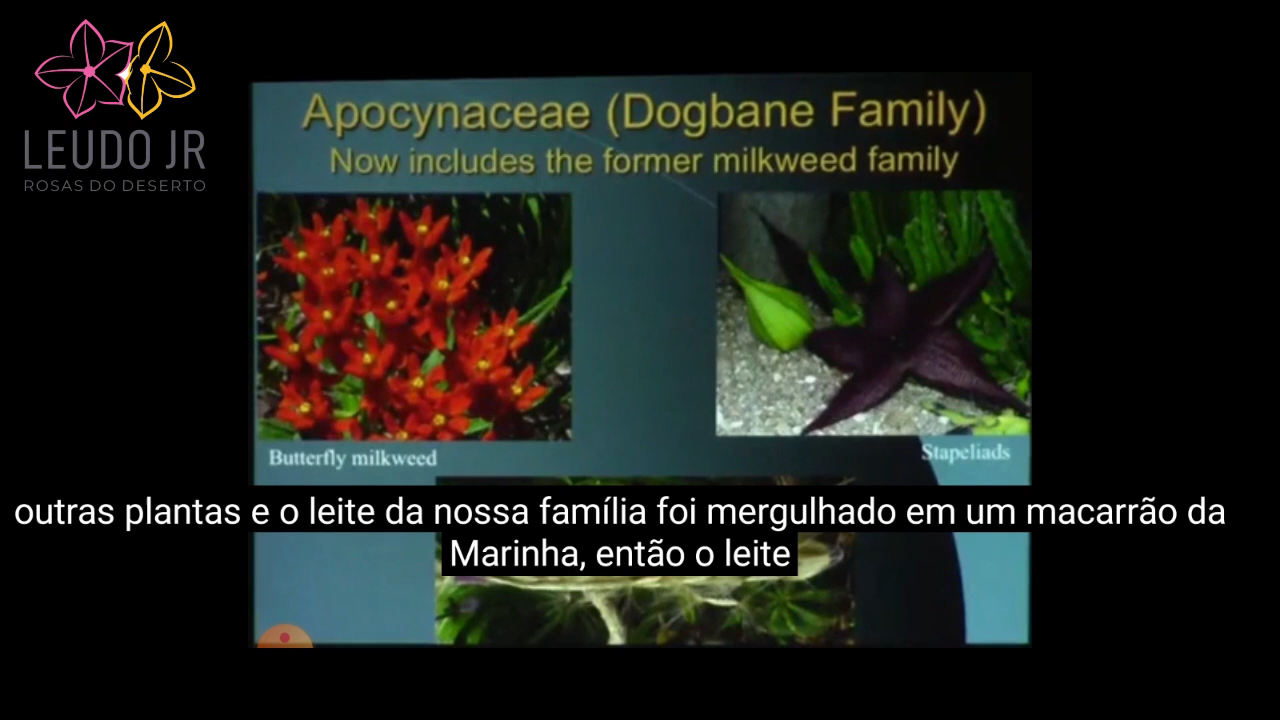 LEUDO JR
ROSAS DO DESERTO
Apocynaceae (Dogbane Family)
Now includes the former milkweed family
Butterfly milkweed
Stapeliads
outras plantas e o leite da nossa família foi mergulhado em um macarrão da
Marinha, então o leite